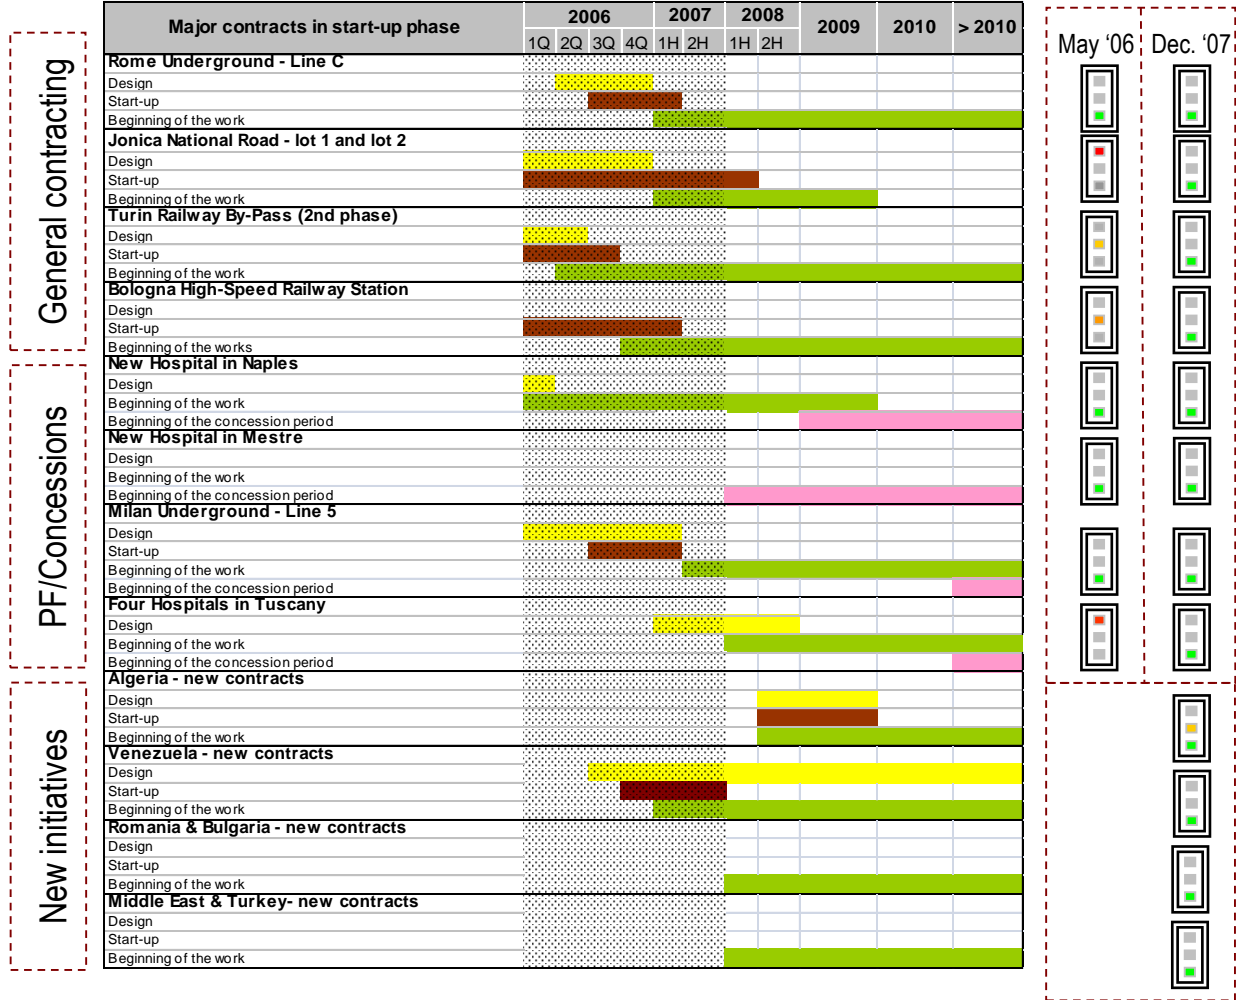 Major contracts in start-up phase
2006 2007 2008 2009 2010 > 2010
1Q 2Q 3Q 4Q 1H 2H 1H 2H
May '06 Dec. '07
General contracting
Rome Underground - Line C
Design
Start-up
Beginning of the work
Jonica National Road - lot 1 and lot 2
Design
Start-up
Beginning of the work
Turin Railway By-Pass (2nd phase)
Design
Start-up
Beginning of the work
Bologna High-Speed Railway Station
Design
Start-up
Beginning of the works
PF/Concessions
New Hospital in Naples
Design
Beginning of the work
Beginning of the concession period
New Hospital in Mestre
Design
Beginning of the work
Beginning of the concession period
Milan Underground - Line 5
Design
Start-up
Beginning of the work
Beginning of the concession period
Four Hospitals in Tuscany
Design
Beginning of the work
Beginning of the concession period
New initiatives
Algeria - new contracts
Design
Start-up
Beginning of the work
Venezuela - new contracts
Design
Start-up
Beginning of the work
Romania & Bulgaria - new contracts
Design
Start-up
Beginning of the work
Middle East & Turkey- new contracts
Design
Start-up
Beginning of the work